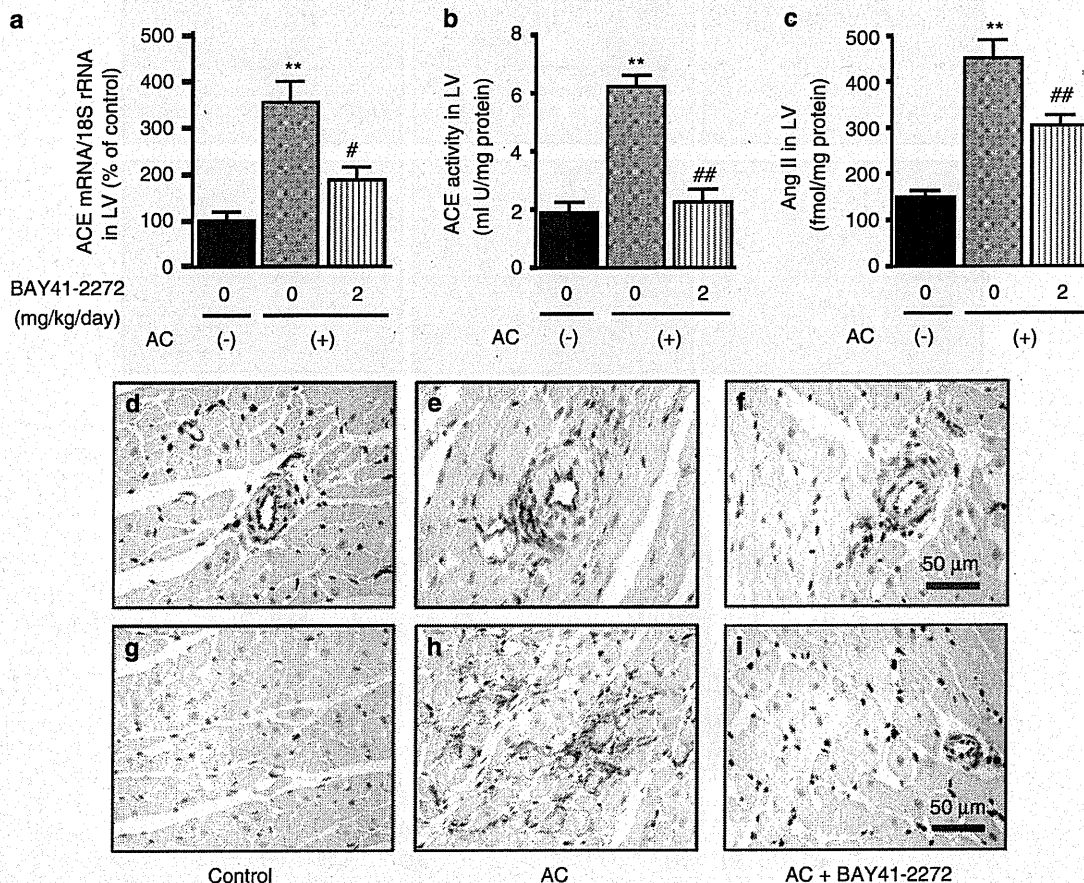 a
ACE mRNA/18S rRNA
in LV (% of control)
500
400
300
200
100
0
**
#
b
ACE activity in LV
(ml U/mg protein)
8
6
4
2
0
**
##
c
Ang II in LV
(fmol/mg protein)
500
400
300
200
100
0
**
##
BAY41-2272 0 0 2 0 0 2 0 0 2
(mg/kg/day)
AC (-) (+) (-) (+) (-) (+)
d
e
f
50 µm
g
h
i
50 µm
Control AC AC + BAY41-2272